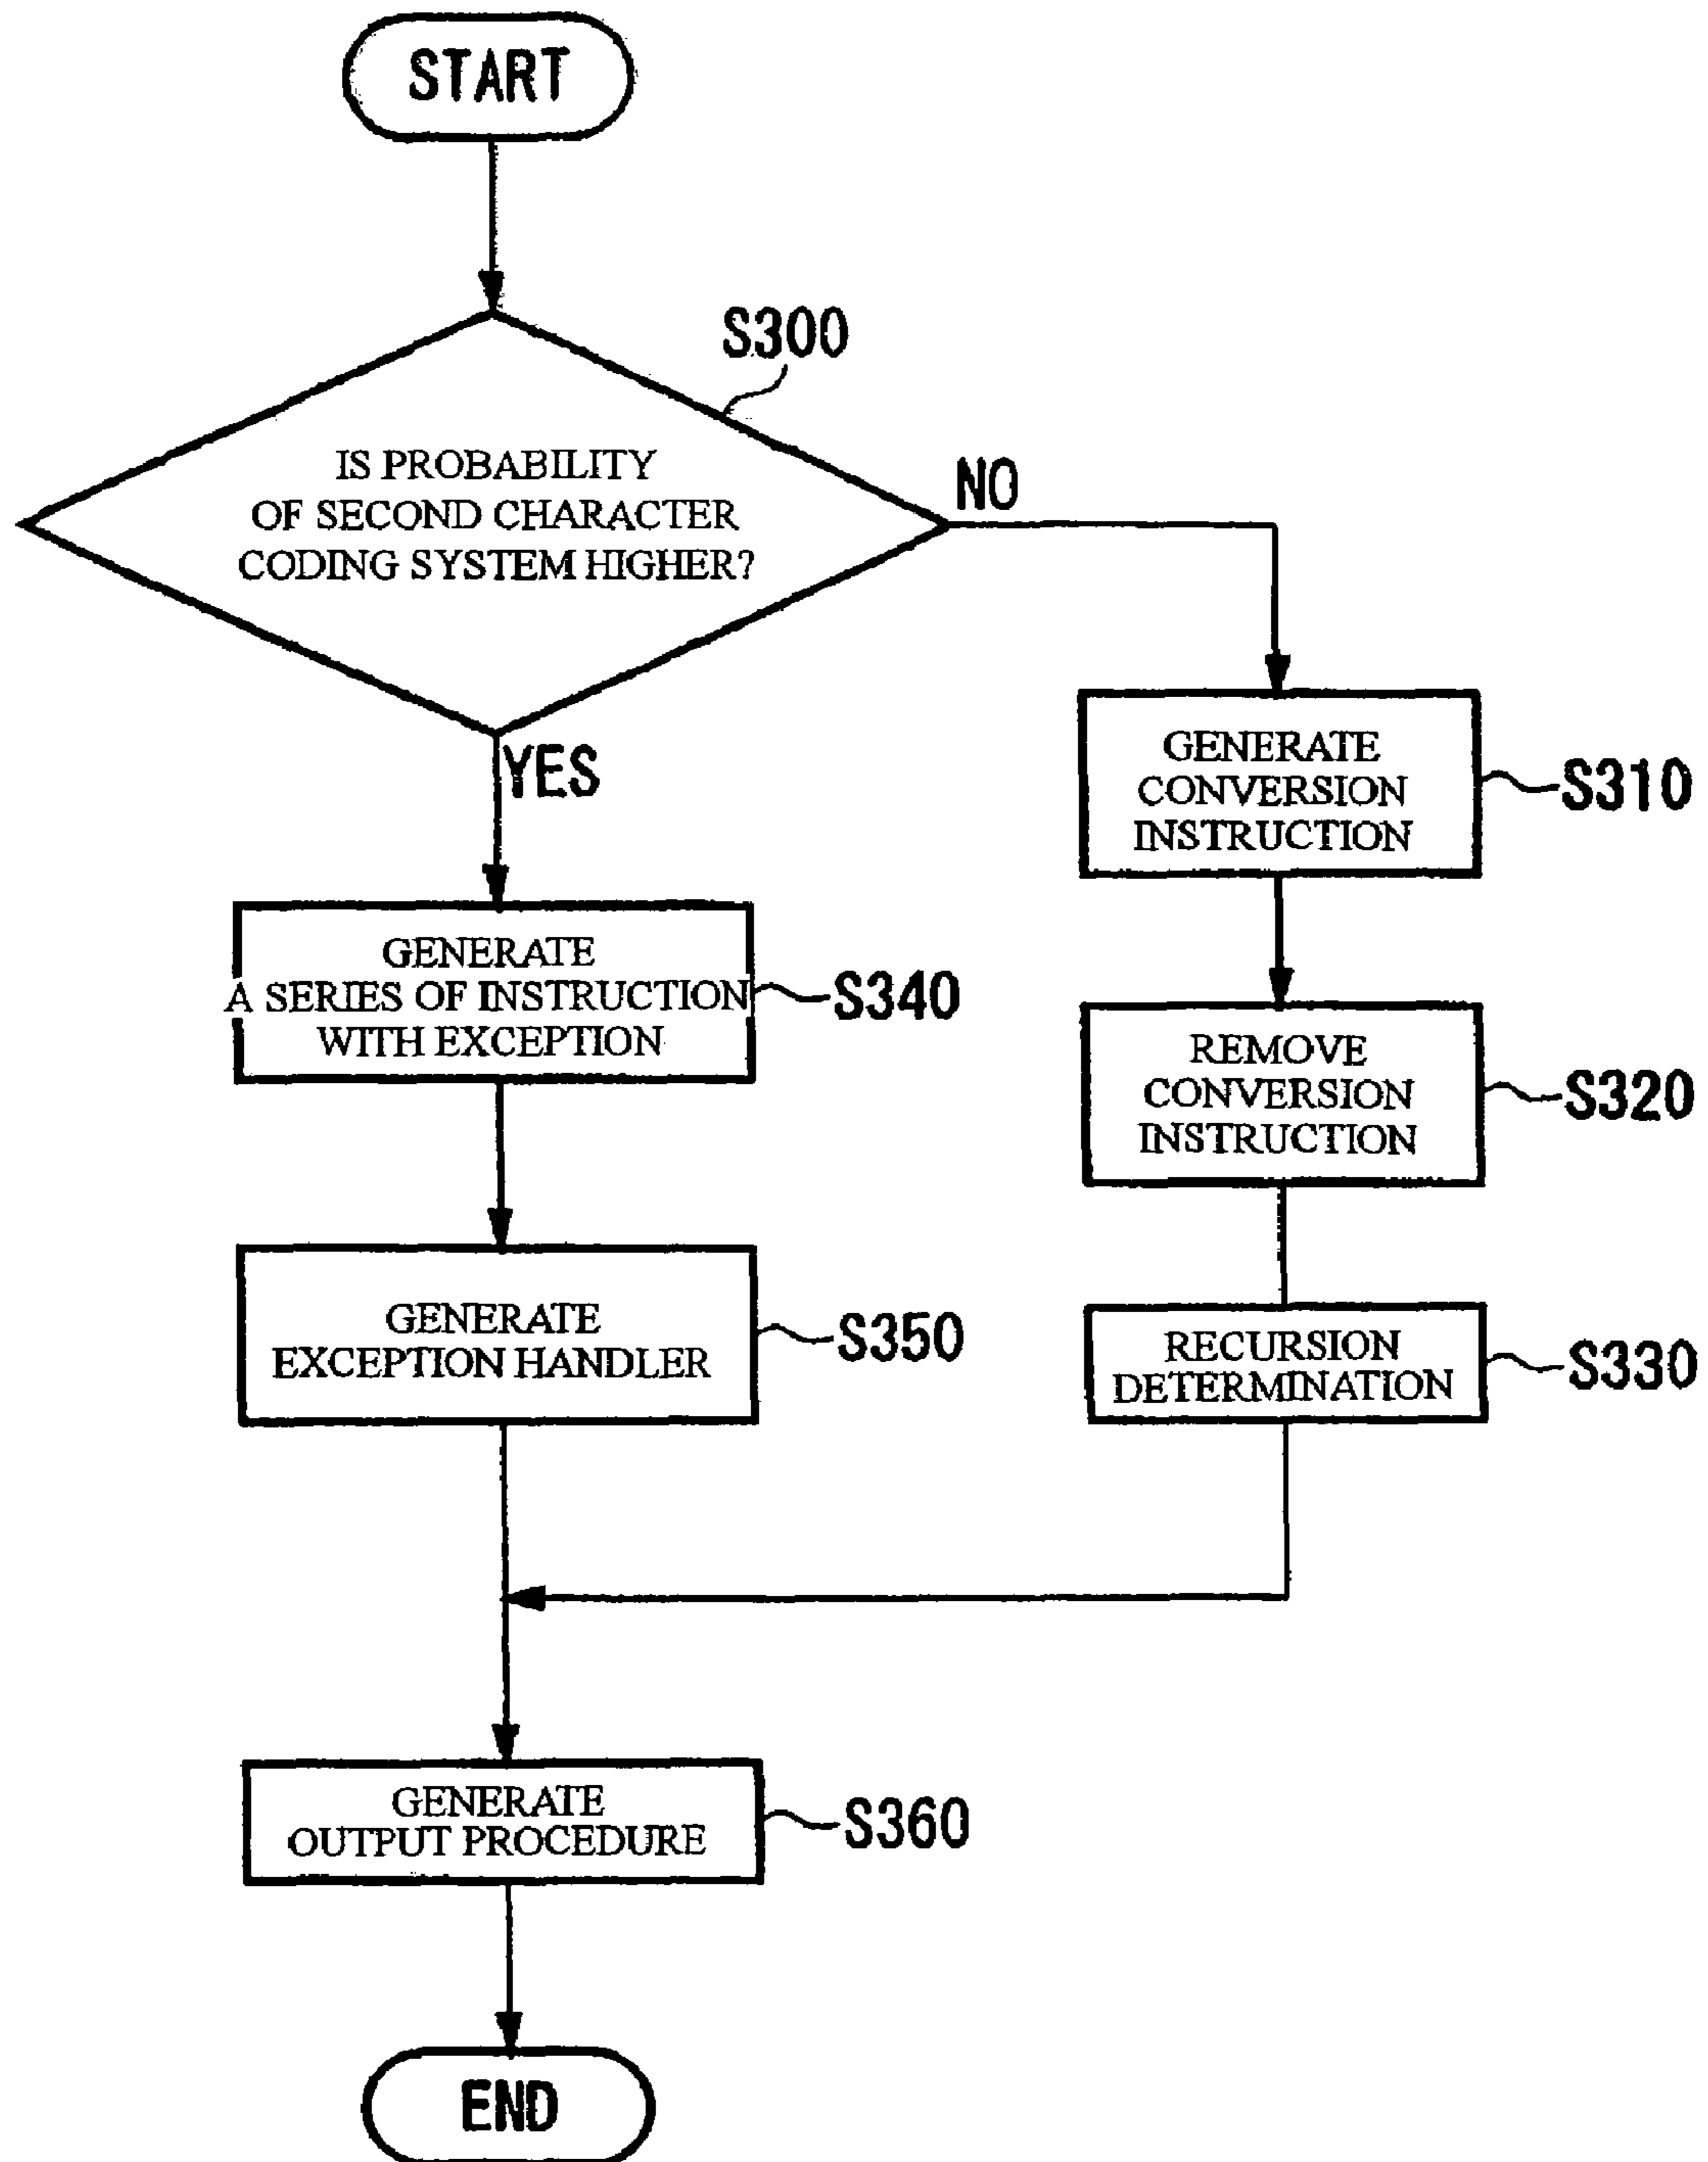 START
S300
IS PROBABILITY
OF SECOND CHARACTER
CODING SYSTEM HIGHER?
NO
YES
GENERATE
CONVERSION
INSTRUCTION
S310
GENERATE
A SERIES OF INSTRUCTION
WITH EXCEPTION
S340
REMOVE
CONVERSION
INSTRUCTION
S320
GENERATE
EXCEPTION HANDLER
S350
RECURSION
DETERMINATION
S330
GENERATE
OUTPUT PROCEDURE
S360
END